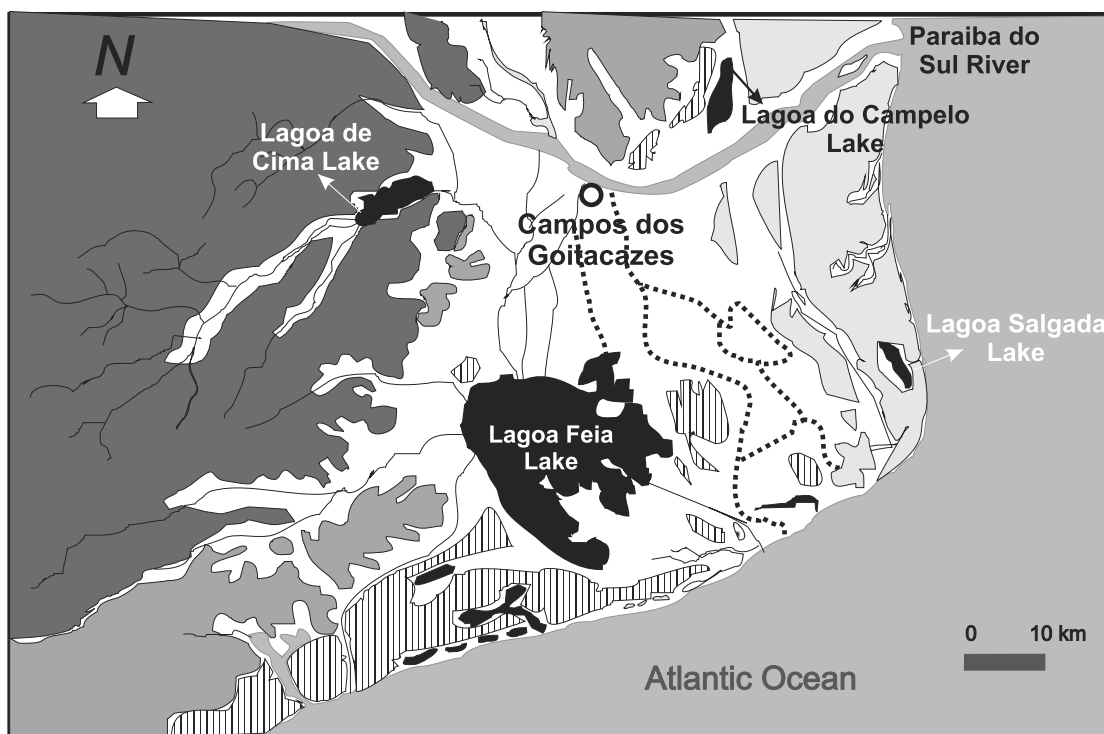 N
Paraiba do
Sul River
Lagoa do Campelo
Lake
Lagoa de
Cima Lake
Campos dos
Goitacazes
Lagoa Salgada
Lake
Lagoa Feia
Lake
0 10 km
Atlantic Ocean